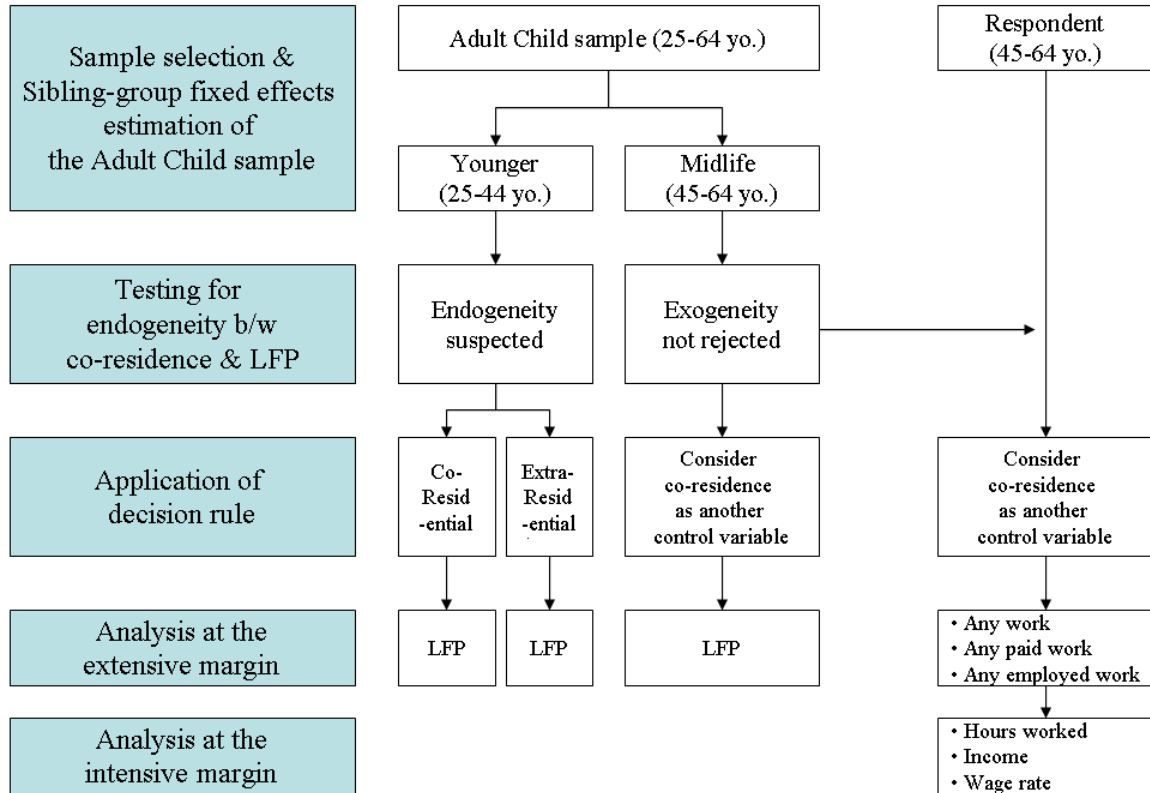 Sample selection &
Sibling-group fixed effects
estimation of
the Adult Child sample
Adult Child sample (25-64 yo.)
Respondent
(45-64 yo.)
Younger
(25-44 yo.)
Midlife
(45-64 yo.)
Testing for
endogeneity b/w
co-residence & LFP
Endogeneity
suspected
Exogeneity
not rejected
Application of
decision rule
Co-
Resid
-ential
Extra-
Resid
-ential
Consider
co-residence
as another
control variable
Consider
co-residence
as another
control variable
Analysis at the
extensive margin
LFP
LFP
LFP
• Any work
• Any paid work
• Any employed work
Analysis at the
intensive margin
• Hours worked
• Income
• Wage rate